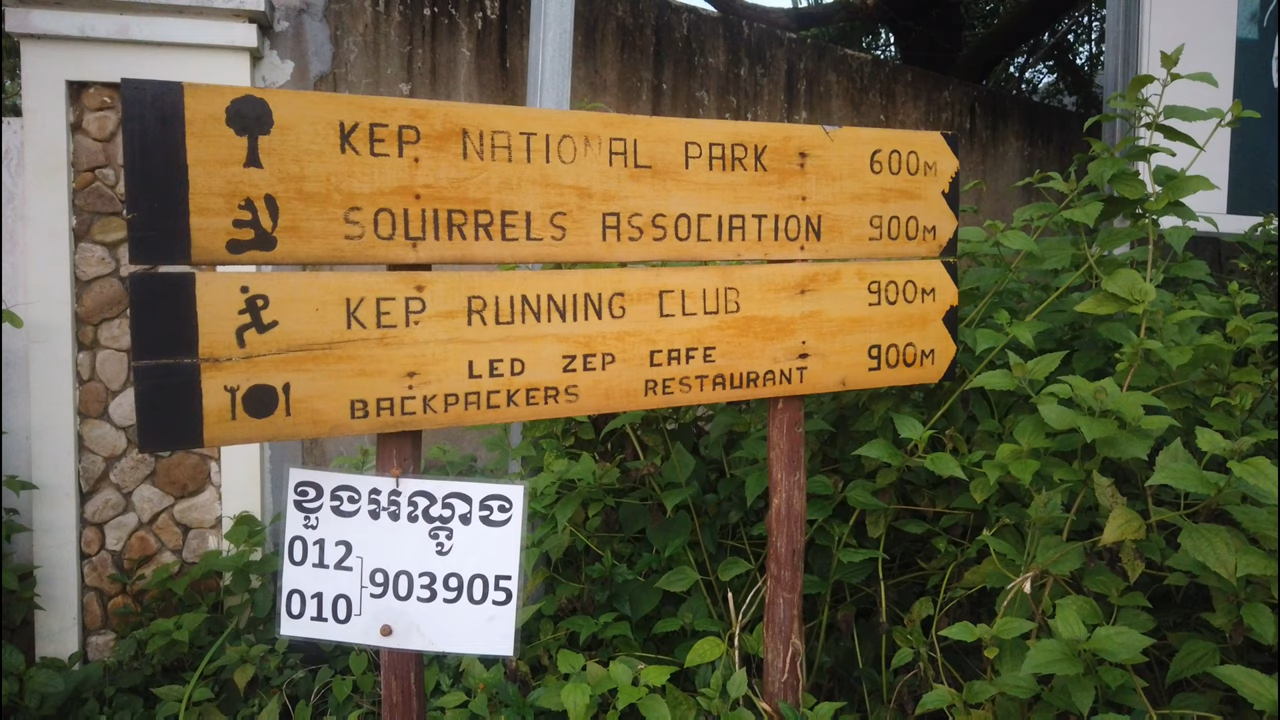 KEP NATIONAL PARK 600M
SQUIRRELS ASSOCIATION 900M
KEP RUNNING CLUB 900M
LED ZEP CAFE 900M
BACKPACKERS RESTAURANT
ខួងអណ្តូង
012
010
903905